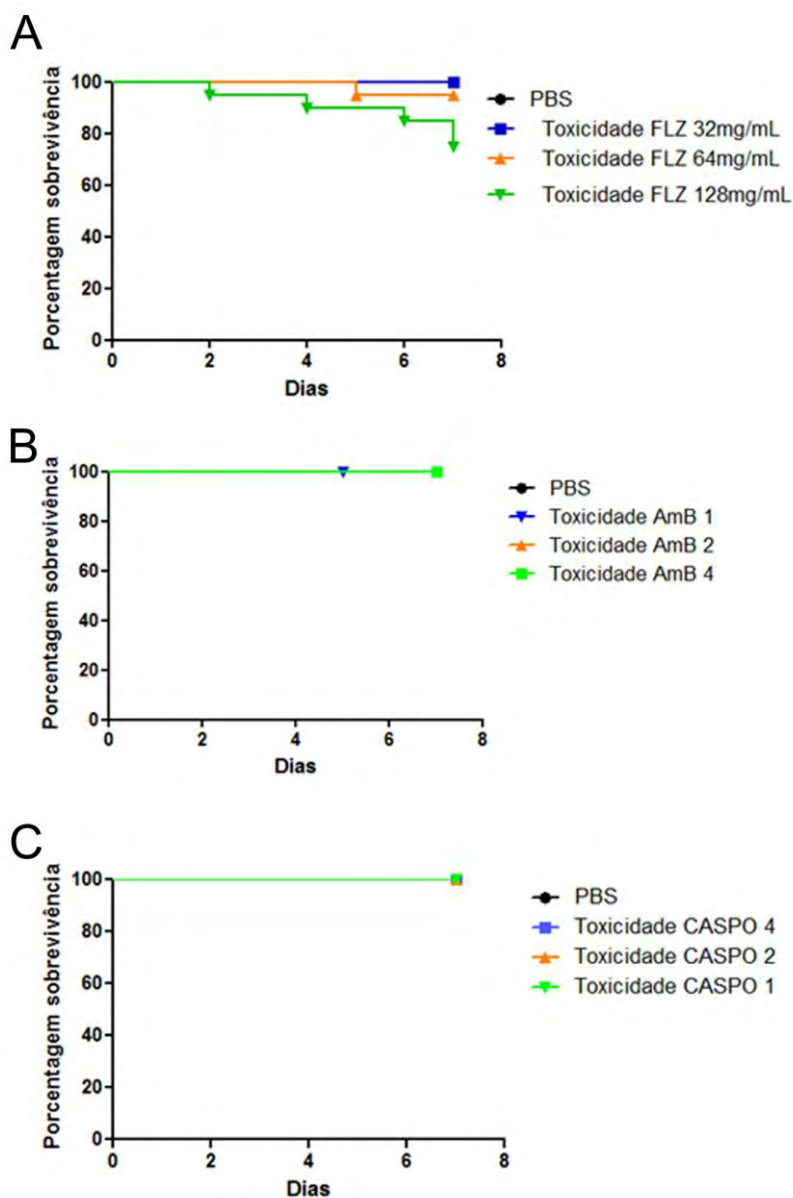 A
Porcentagem sobrevivência
100
80
60
40
20
0
0 2 4 6 8
Dias
PBS
Toxicidade FLZ 32mg/mL
Toxicidade FLZ 64mg/mL
Toxicidade FLZ 128mg/mL
B
Porcentagem sobrevivência
100
80
60
40
20
0
0 2 4 6 8
Dias
PBS
Toxicidade AmB 1
Toxicidade AmB 2
Toxicidade AmB 4
C
Porcentagem sobrevivência
100
80
60
40
20
0
0 2 4 6 8
Dias
PBS
Toxicidade CASPO 4
Toxicidade CASPO 2
Toxicidade CASPO 1